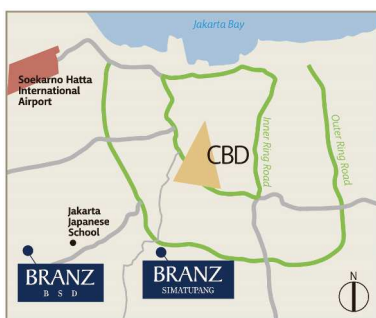 Jakarta Bay
Soekarno Hatta
International
Airport
CBD
Inner Ring Road
Outer Ring Road
Jakarta
Japanese
School
BRANZ
BSD
BRANZ
SIMATUPANG
N